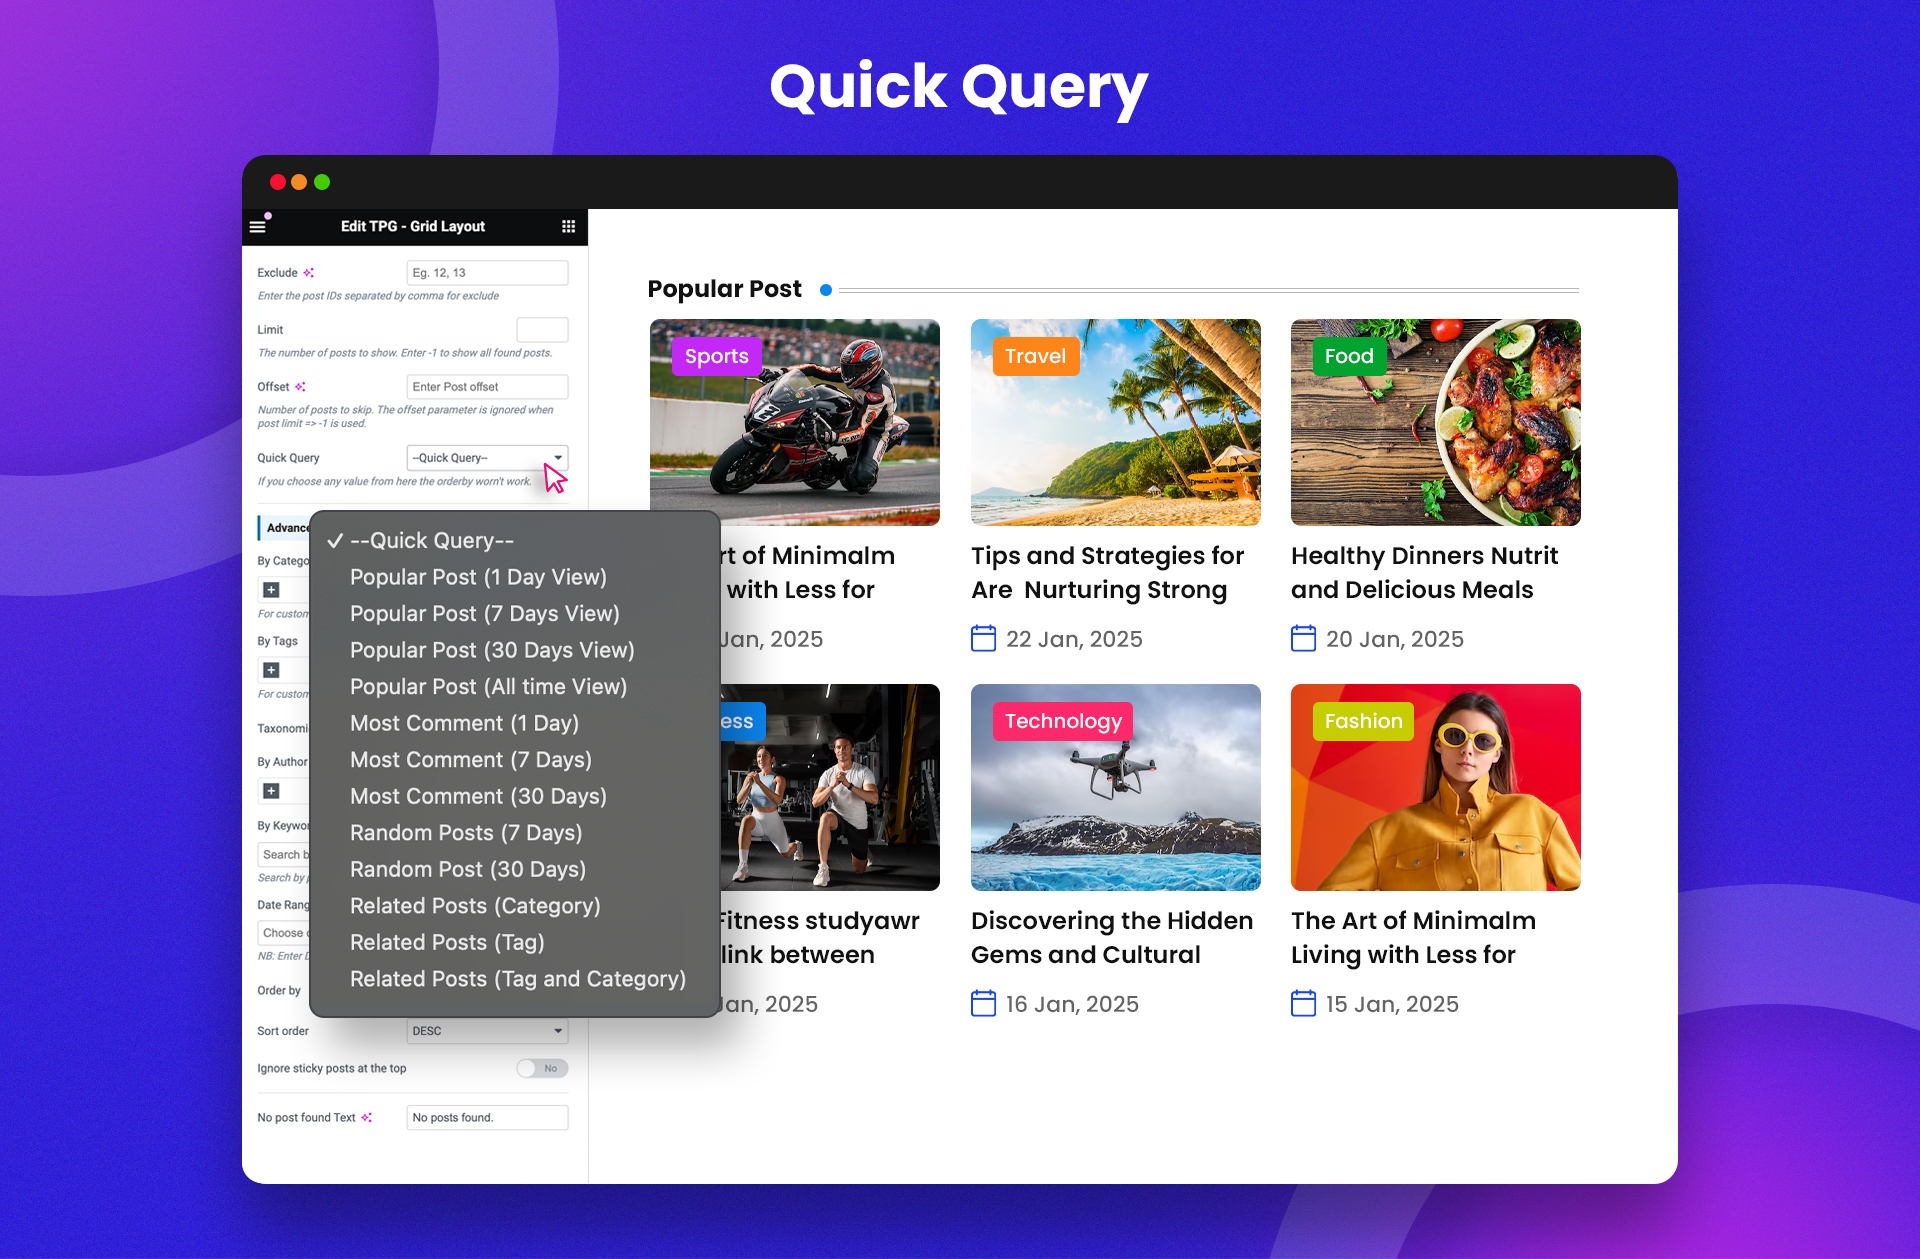 Quick Query
Edit TPG - Grid Layout
Exclude
Eg. 12, 13
Enter the post IDs separated by comma for exclude
Limit
The number of posts to show. Enter -1 to show all found posts.
Offset
Enter Post offset
Number of posts to skip. The offset parameter is ignored when
post limit => -1 is used.
Quick Query
--Quick Query--
If you choose any value from here the orderby worn't work.
Advance
By Catego
For custom
By Tags
For custom
Taxonomi
By Author
By Keywor
Search b
Search by
Date Rang
Choose
NB: Enter
Order by
Sort order
DESC
Ignore sticky posts at the top
No
No post found Text
No posts found.
--Quick Query--
Popular Post (1 Day View)
Popular Post (7 Days View)
Popular Post (30 Days View)
Popular Post (All time View)
Most Comment (1 Day)
Most Comment (7 Days)
Most Comment (30 Days)
Random Posts (7 Days)
Random Post (30 Days)
Related Posts (Category)
Related Posts (Tag)
Related Posts (Tag and Category)
Popular Post
Sports
rt of Minimalm
with Less for
Jan, 2025
Travel
Tips and Strategies for
Are Nurturing Strong
22 Jan, 2025
Food
Healthy Dinners Nutrit
and Delicious Meals
20 Jan, 2025
ess
Fitness studyawr
link between
Jan, 2025
Technology
Discovering the Hidden
Gems and Cultural
16 Jan, 2025
Fashion
The Art of Minimalm
Living with Less for
15 Jan, 2025